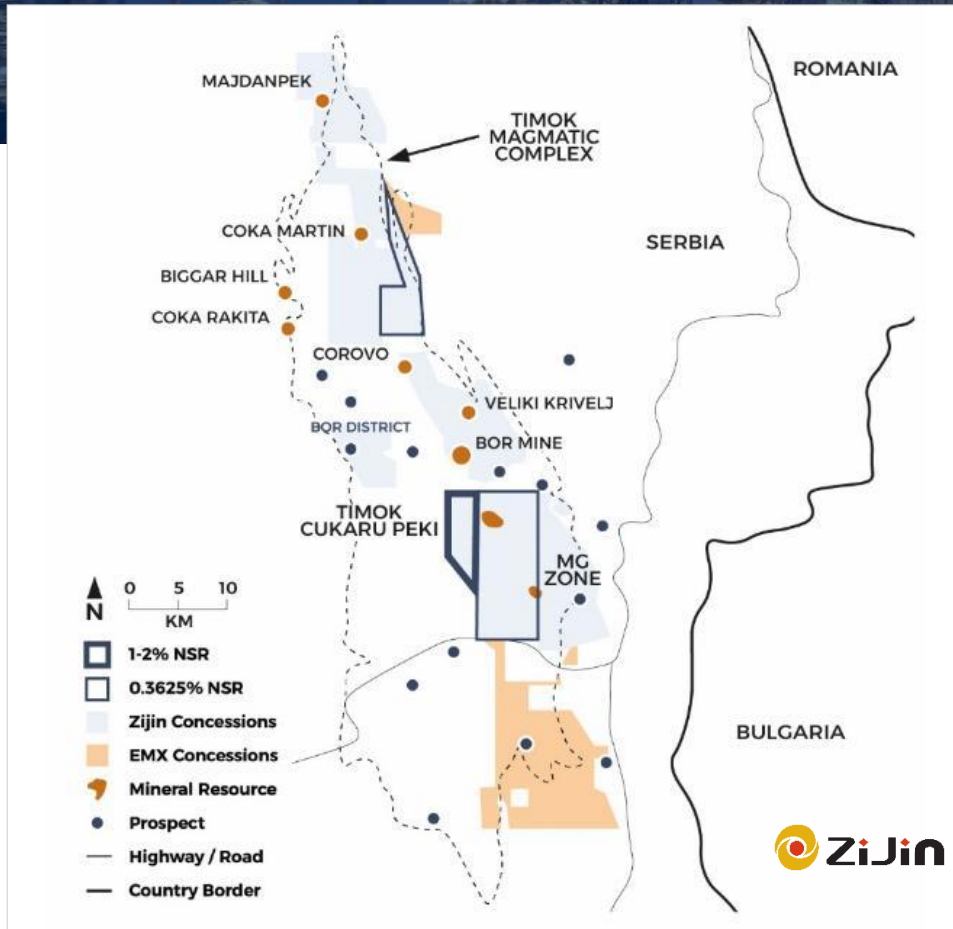 ROMANIA
MAJDANPEK
TIMOK
MAGMATIC
COMPLEX
COKA MARTIN
SERBIA
BIGGAR HILL
COKA RAKITA
COROVO
VELIKI KRIVELJ
BQR DISTRICT
BOR MINE
TIMOK
CUKARU PEKI
MG
ZONE
N
0 5 10
KM
1-2% NSR
0.3625% NSR
Zijin Concessions
EMX Concessions
Mineral Resource
Prospect
Highway / Road
Country Border
BULGARIA
ZiJin